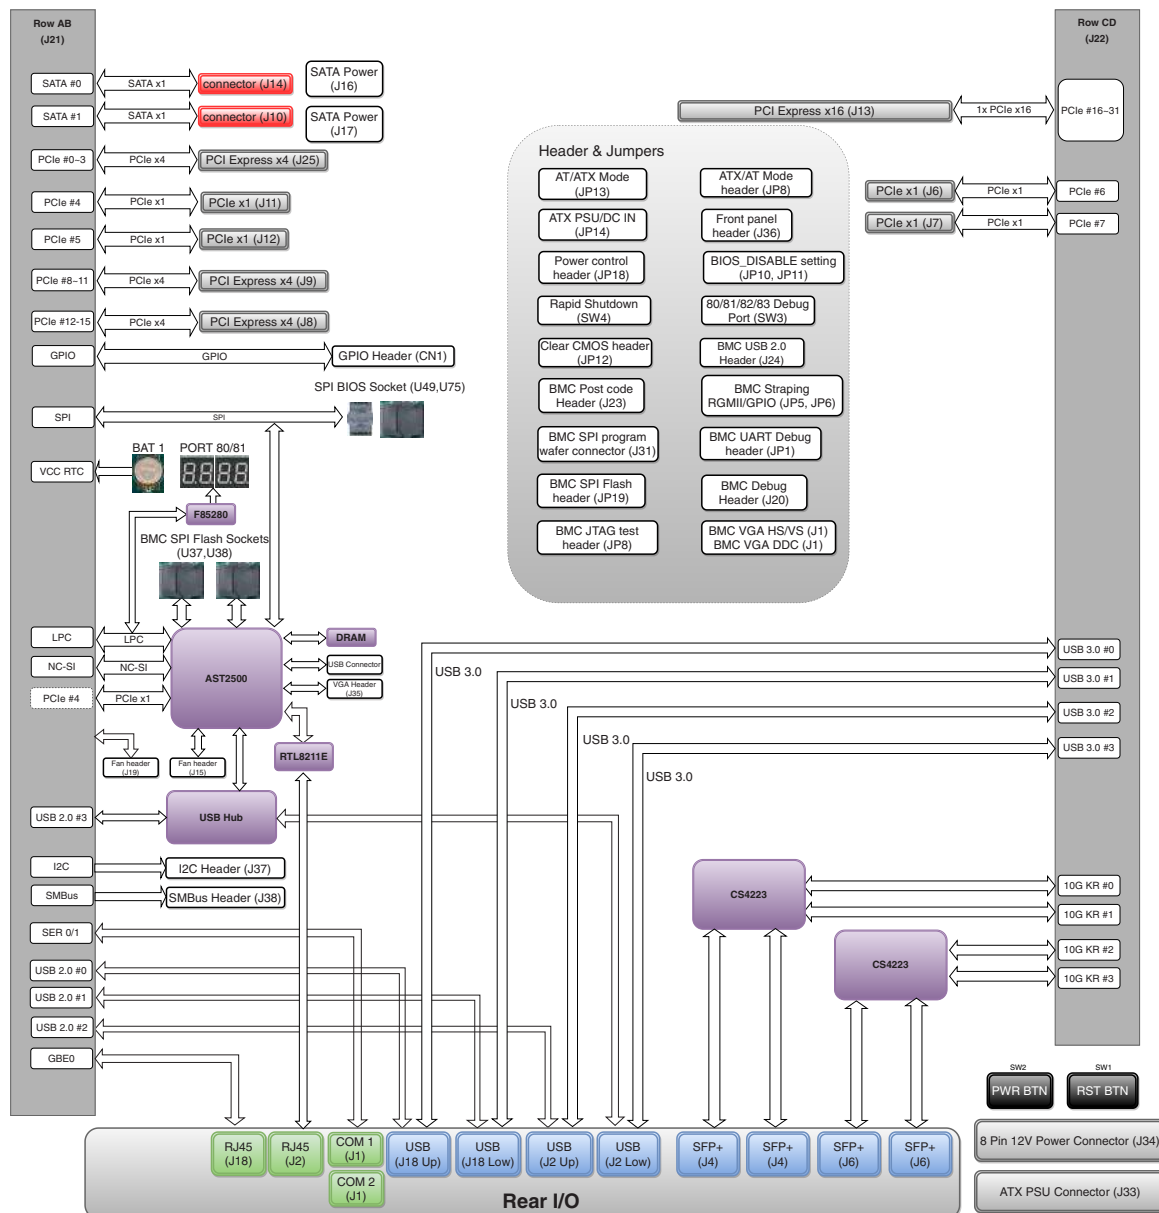 Row AB
(J21)
SATA #0
SATA x1
connector (J14)
SATA Power
(J16)
SATA #1
SATA x1
connector (J10)
SATA Power
(J17)
PCIe #0~3
PCIe x4
PCI Express x4 (J25)
PCIe #4
PCIe x1
PCIe x1 (J11)
PCIe #5
PCIe x1
PCIe x1 (J12)
PCIe #8~11
PCIe x4
PCI Express x4 (J9)
PCIe #12-15
PCIe x4
PCI Express x4 (J8)
GPIO
GPIO
GPIO Header (CN1)
SPI BIOS Socket (U49,U75)
SPI
SPI
BAT 1
PORT 80/81
VCC RTC
F85280
BMC SPI Flash Sockets
(U37,U38)
LPC
LPC
NC-SI
NC-SI
PCIe #4
PCIe x1
AST2500
DRAM
USB Connector
VGA Header
(J35)
RTL8211E
Fan header
(J19)
Fan header
(J15)
USB 2.0 #3
USB Hub
I2C
I2C Header (J37)
SMBus
SMBus Header (J38)
SER 0/1
USB 2.0 #0
USB 2.0 #1
USB 2.0 #2
GBE0
Header & Jumpers
AT/ATX Mode
(JP13)
ATX/AT Mode
header (JP8)
ATX PSU/DC IN
(JP14)
Front panel
header (J36)
Power control
header (JP18)
BIOS_DISABLE setting
(JP10, JP11)
Rapid Shutdown
(SW4)
80/81/82/83 Debug
Port (SW3)
Clear CMOS header
(JP12)
BMC USB 2.0
Header (J24)
BMC Post code
Header (J23)
BMC Straping
RGMII/GPIO (JP5, JP6)
BMC SPI program
wafer connector (J31)
BMC UART Debug
header (JP1)
BMC SPI Flash
header (JP19)
BMC Debug
Header (J20)
BMC JTAG test
header (JP8)
BMC VGA HS/VS (J1)
BMC VGA DDC (J1)
Row CD
(J22)
PCI Express x16 (J13)
1x PCIe x16
PCIe #16~31
PCIe x1 (J6)
PCIe x1
PCIe #6
PCIe x1 (J7)
PCIe x1
PCIe #7
USB 3.0
USB 3.0 #0
USB 3.0
USB 3.0 #1
USB 3.0
USB 3.0 #2
USB 3.0
USB 3.0 #3
CS4223
10G KR #0
10G KR #1
CS4223
10G KR #2
10G KR #3
SW2
PWR BTN
SW1
RST BTN
8 Pin 12V Power Connector (J34)
ATX PSU Connector (J33)
RJ45
(J18)
RJ45
(J2)
COM 1
(J1)
COM 2
(J1)
USB
(J18 Up)
USB
(J18 Low)
USB
(J2 Up)
USB
(J2 Low)
SFP+
(J4)
SFP+
(J4)
SFP+
(J6)
SFP+
(J6)
Rear I/O